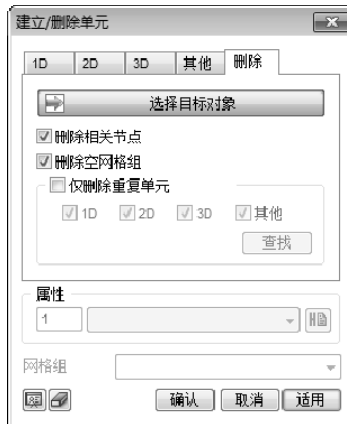 建立/删除单元
1D 2D 3D 其他 删除
选择目标对象
删除相关节点
删除空网格组
仅删除重复单元
1D 2D 3D 其他
查找
属性
1
网格组
确认 取消 适用